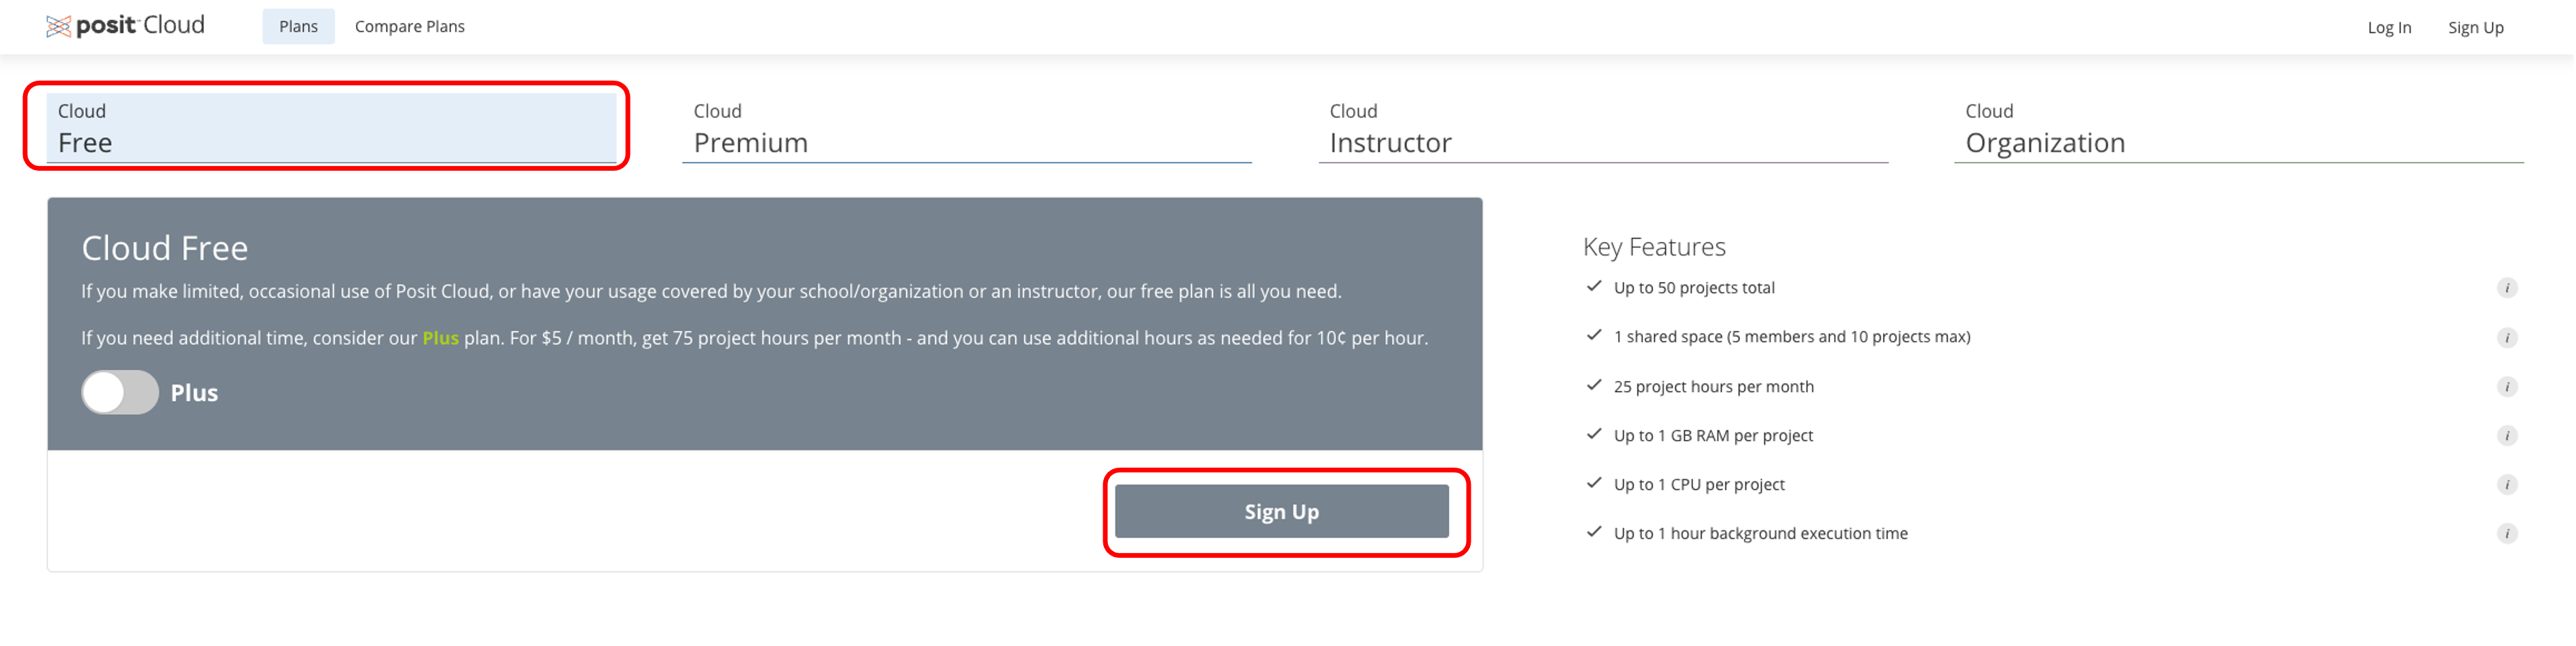 posit Cloud
Plans
Compare Plans
Log In
Sign Up
Cloud
Free
Cloud
Premium
Cloud
Instructor
Cloud
Organization
Cloud Free
If you make limited, occasional use of Posit Cloud, or have your usage covered by your school/organization or an instructor, our free plan is all you need.
If you need additional time, consider our Plus plan. For $5 / month, get 75 project hours per month - and you can use additional hours as needed for 10¢ per hour.
Plus
Sign Up
Key Features
Up to 50 projects total
1 shared space (5 members and 10 projects max)
25 project hours per month
Up to 1 GB RAM per project
Up to 1 CPU per project
Up to 1 hour background execution time